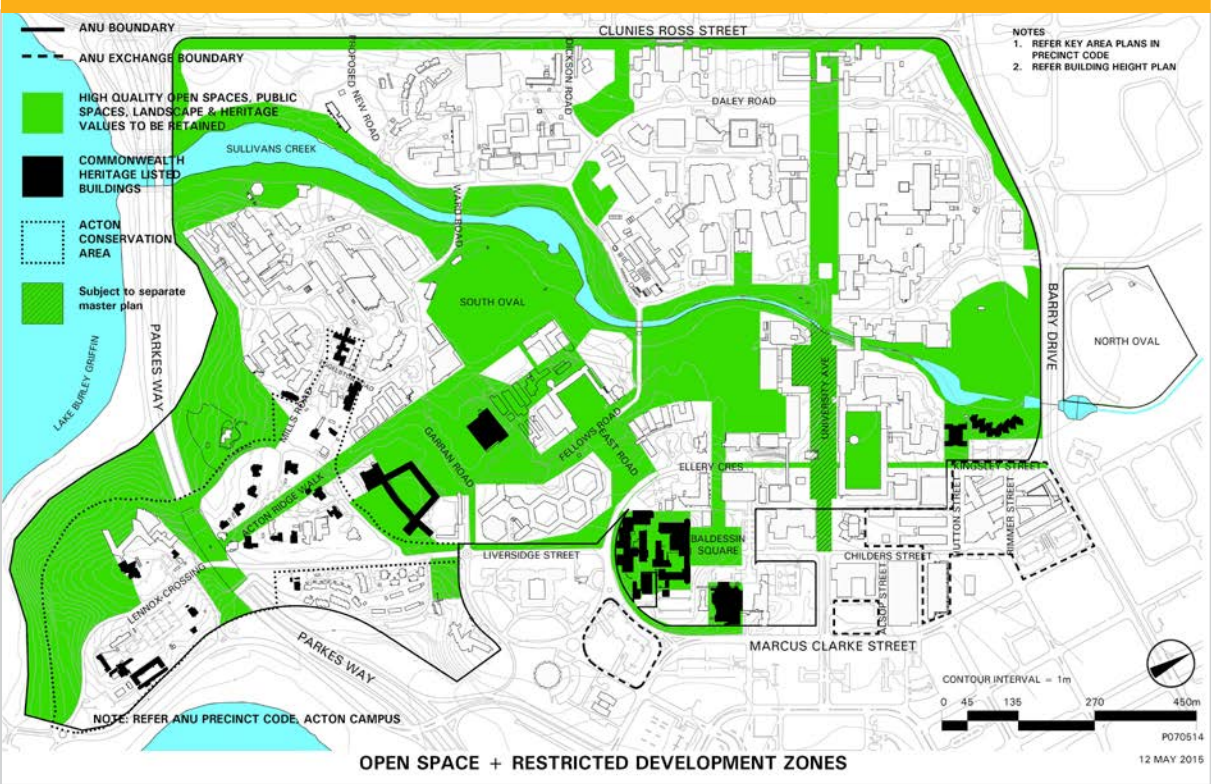 ANU BOUNDARY
ANU EXCHANGE BOUNDARY
HIGH QUALITY OPEN SPACES, PUBLIC
SPACES, LANDSCAPE & HERITAGE
VALUES TO BE RETAINED
COMMONWEALTH
HERITAGE LISTED
BUILDINGS
ACTON
CONSERVATION
AREA
Subject to separate
master plan
NOTES
1. REFER KEY AREA PLANS IN
PRECINCT CODE
2. REFER BUILDING HEIGHT PLAN
CLUNIES ROSS STREET
PROPOSED NEW ROAD
DICKSON ROAD
DALEY ROAD
SULLIVANS CREEK
WARD ROAD
SOUTH OVAL
BARRY DRIVE
NORTH OVAL
PARKES WAY
LAKE BURLEY GRIFFIN
MILLS ROAD
GARRAN ROAD
FELLOWS ROAD
EAST ROAD
UNIVERSITY AVE
ELLERY CRES
KINGSLEY STREET
HUTTON STREET
RIMMER STREET
ACTON RIDGE WALK
BALDESSIN
SQUARE
LIVERSIDGE STREET
CHILDERS STREET
ALSOP STREET
LENNOX CROSSING
PARKES WAY
MARCUS CLARKE STREET
CONTOUR INTERVAL = 1m
0 45 135 270 450m
NOTE: REFER ANU PRECINCT CODE, ACTON CAMPUS
P070514
OPEN SPACE + RESTRICTED DEVELOPMENT ZONES
12 MAY 2015